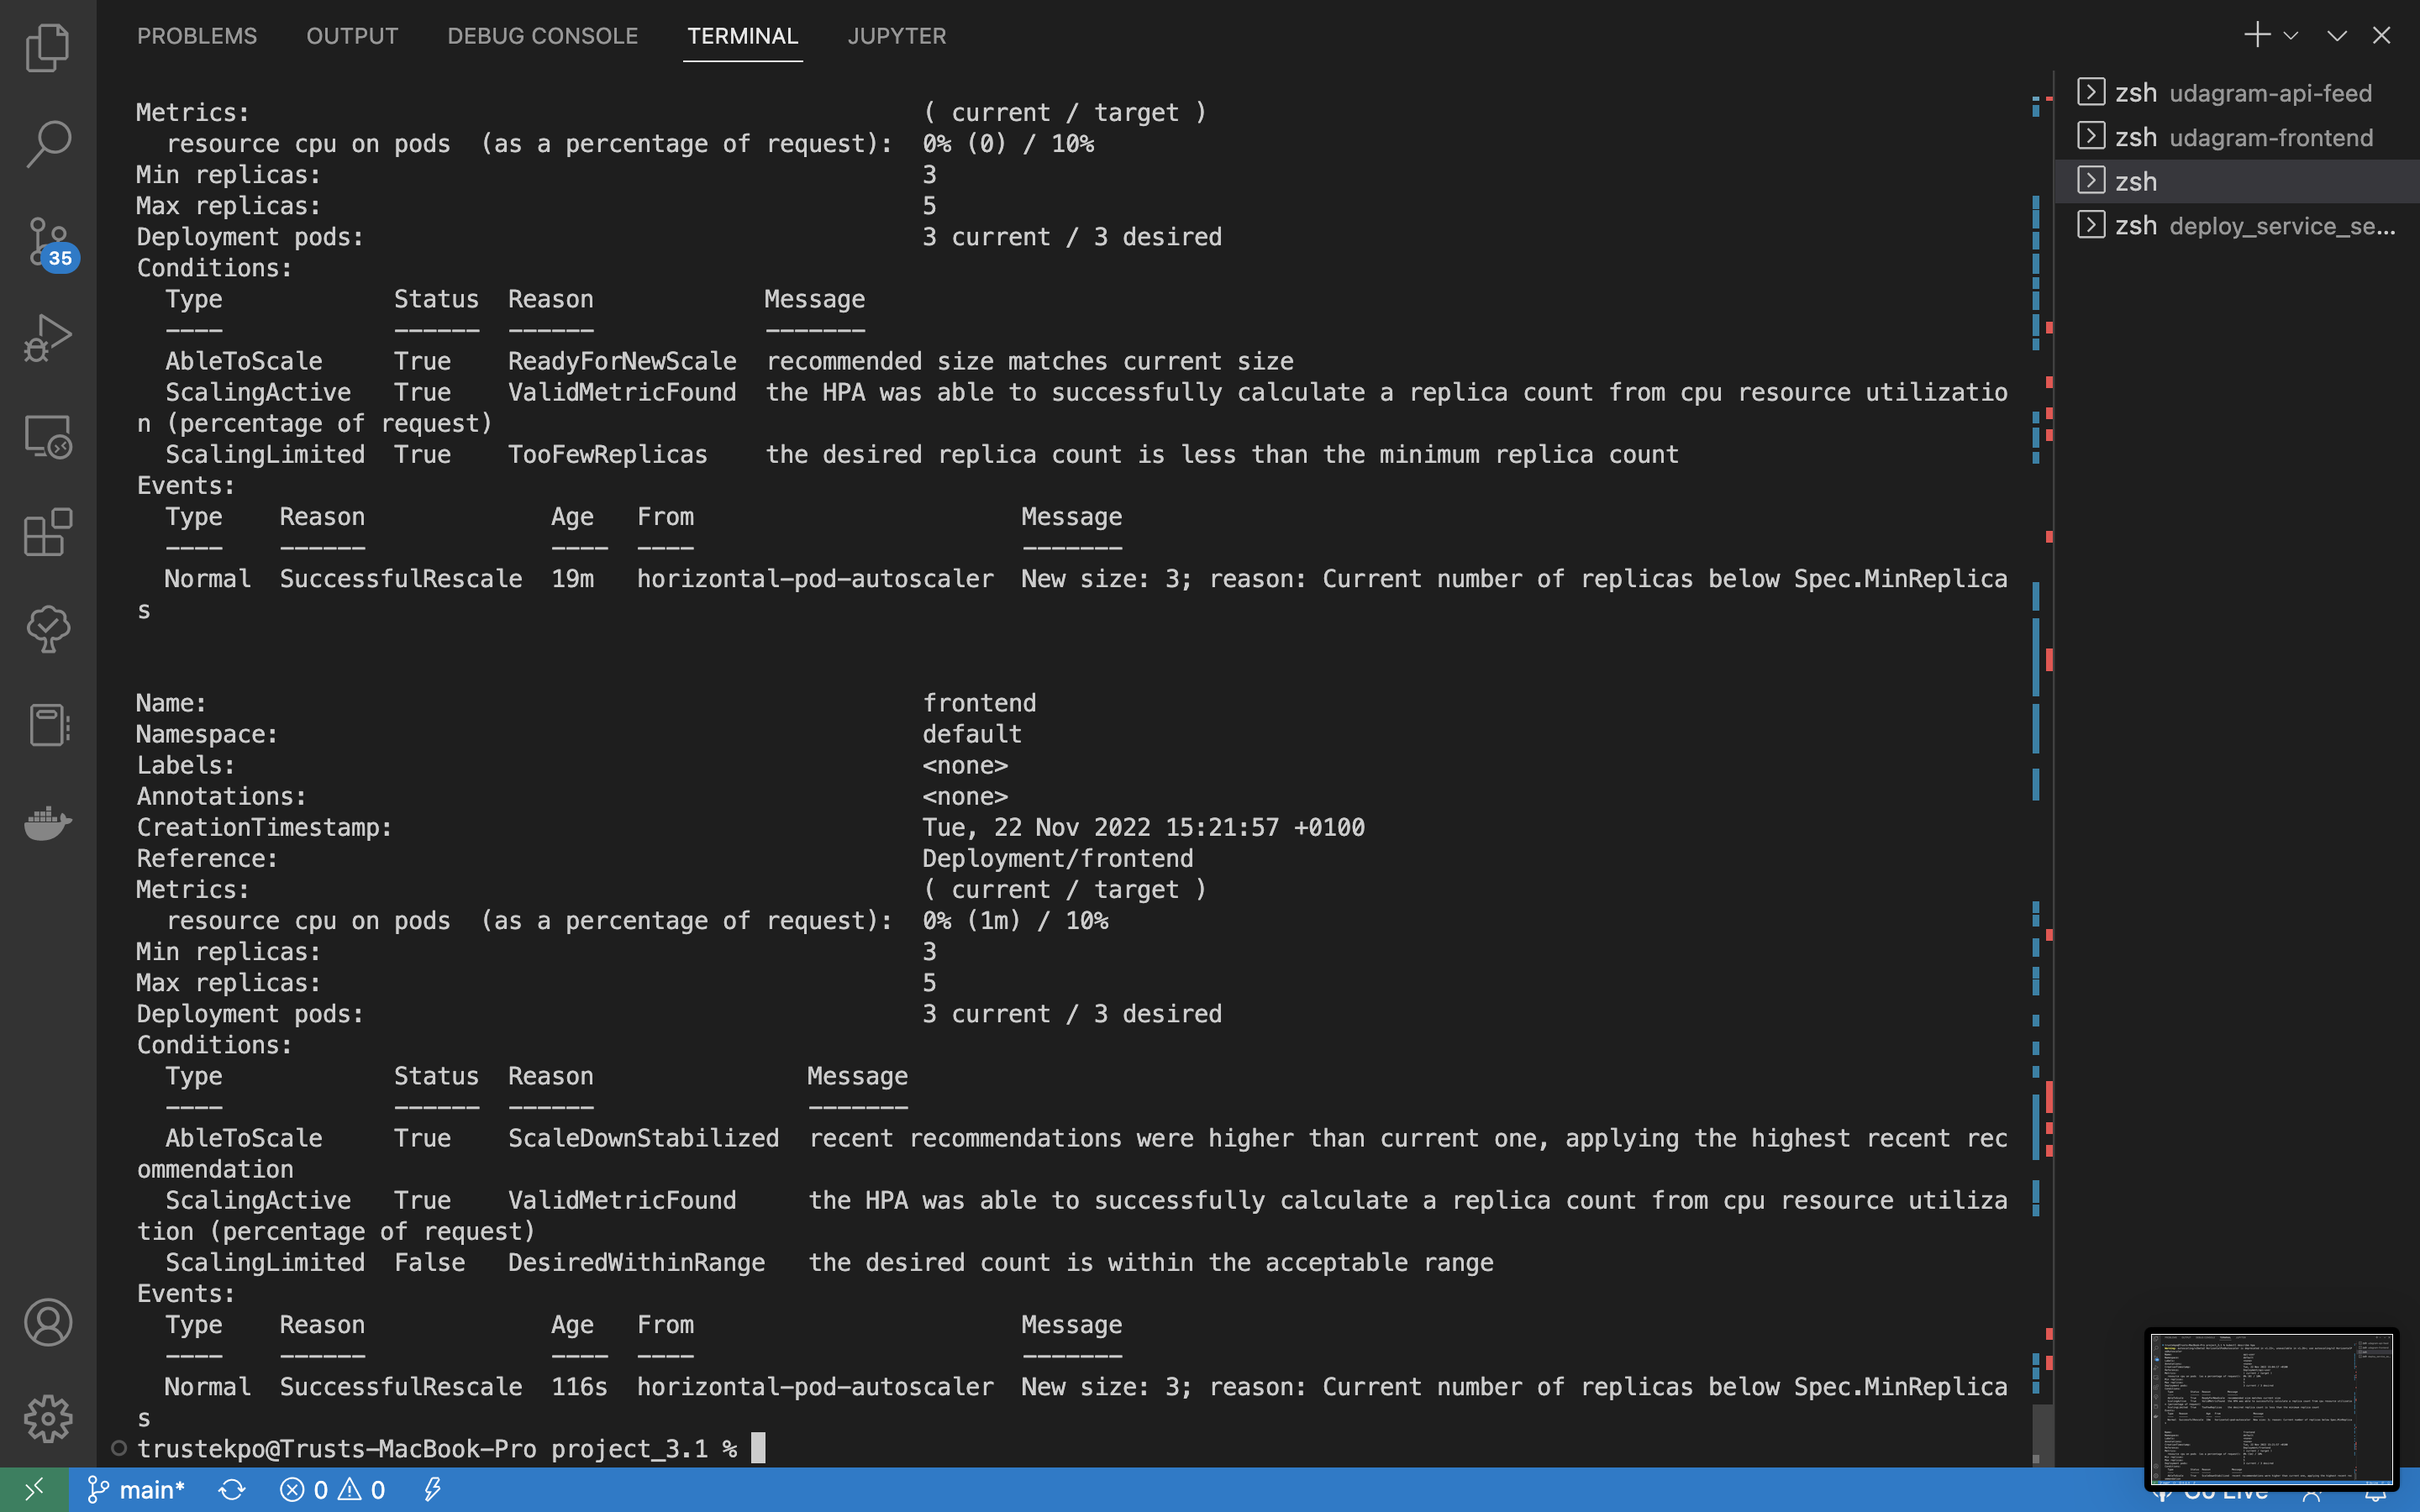 PROBLEMS OUTPUT DEBUG CONSOLE TERMINAL JUPYTER
Metrics: ( current / target )
resource cpu on pods (as a percentage of request): 0% (0) / 10%
Min replicas: 3
Max replicas: 5
Deployment pods: 3 current / 3 desired
Conditions:
Type Status Reason Message
---- ------ ------ -------
AbleToScale True ReadyForNewScale recommended size matches current size
ScalingActive True ValidMetricFound the HPA was able to successfully calculate a replica count from cpu resource utilizatio
n (percentage of request)
ScalingLimited True TooFewReplicas the desired replica count is less than the minimum replica count
Events:
Type Reason Age From Message
---- ------ ---- ---- -------
Normal SuccessfulRescale 19m horizontal-pod-autoscaler New size: 3; reason: Current number of replicas below Spec.MinReplica
s
Name: frontend
Namespace: default
Labels: <none>
Annotations: <none>
CreationTimestamp: Tue, 22 Nov 2022 15:21:57 +0100
Reference: Deployment/frontend
Metrics: ( current / target )
resource cpu on pods (as a percentage of request): 0% (1m) / 10%
Min replicas: 3
Max replicas: 5
Deployment pods: 3 current / 3 desired
Conditions:
Type Status Reason Message
---- ------ ------ -------
AbleToScale True ScaleDownStabilized recent recommendations were higher than current one, applying the highest recent rec
ommendation
ScalingActive True ValidMetricFound the HPA was able to successfully calculate a replica count from cpu resource utiliza
tion (percentage of request)
ScalingLimited False DesiredWithinRange the desired count is within the acceptable range
Events:
Type Reason Age From Message
---- ------ ---- ---- -------
Normal SuccessfulRescale 116s horizontal-pod-autoscaler New size: 3; reason: Current number of replicas below Spec.MinReplica
s
trustekpo@Trusts-MacBook-Pro project_3.1 %
zsh udagram-api-feed
zsh udagram-frontend
zsh
zsh deploy_service_se...
35
main* 0 0
Go Live